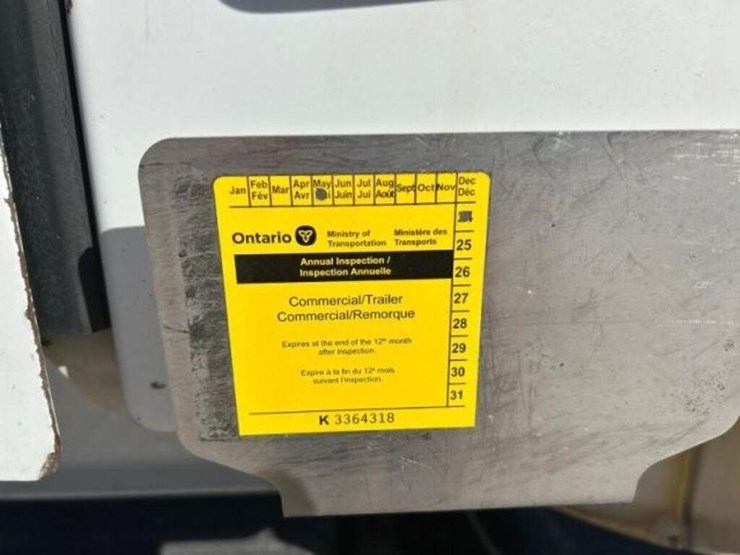 Jan Feb Mar Apr May Jun Jul Aug Sept Oct Nov Dec
Fév Avr Juin Jui Août Déc
Ontario Ministry of Ministère des
Transportation Transports
25
Annual Inspection /
Inspection Annuelle
26
Commercial/Trailer
27
Commercial/Remorque
28
Expires at the end of the 12th month
after inspection.
29
Expire à la fin du 12e mois
suivant l'inspection.
30
31
K 3364318